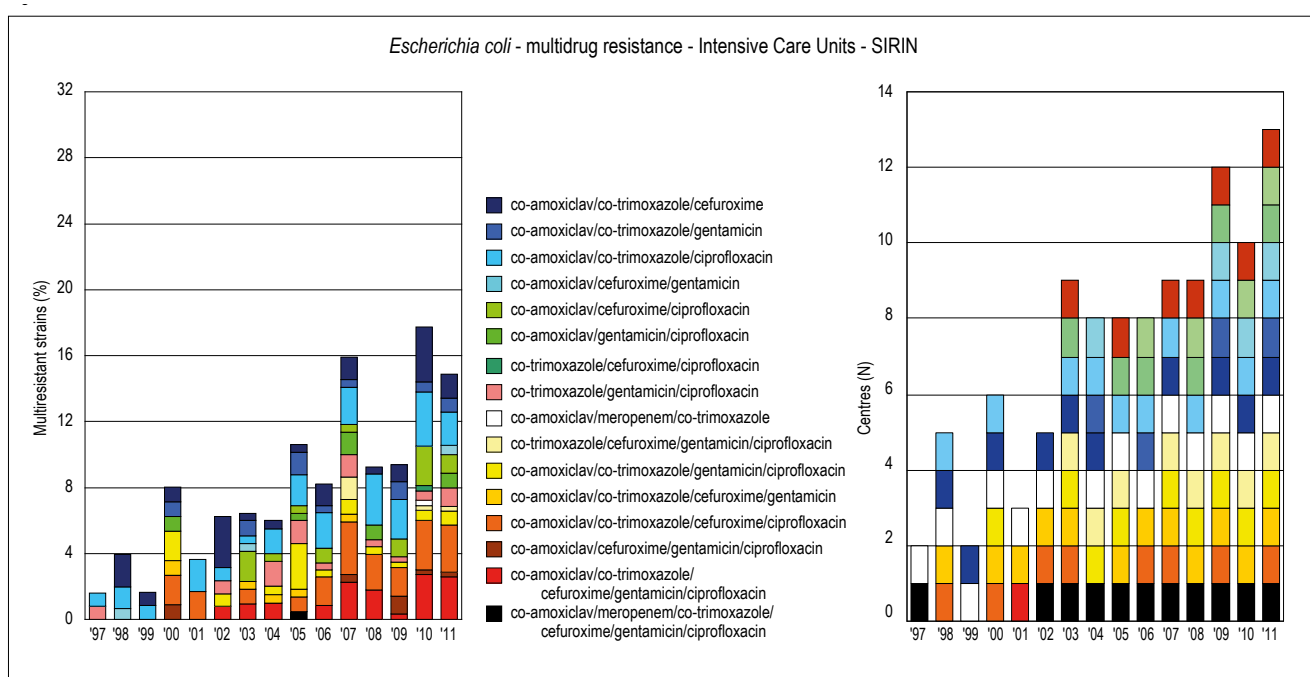 Escherichia coli - multidrug resistance - Intensive Care Units - SIRIN
Multiresistant strains (%)
32
28
24
20
16
12
8
4
0
'97 '98 '99 '00 '01 '02 '03 '04 '05 '06 '07 '08 '09 '10 '11
co-amoxiclav/co-trimoxazole/cefuroxime
co-amoxiclav/co-trimoxazole/gentamicin
co-amoxiclav/co-trimoxazole/ciprofloxacin
co-amoxiclav/cefuroxime/gentamicin
co-amoxiclav/cefuroxime/ciprofloxacin
co-amoxiclav/gentamicin/ciprofloxacin
co-trimoxazole/cefuroxime/ciprofloxacin
co-trimoxazole/gentamicin/ciprofloxacin
co-amoxiclav/meropenem/co-trimoxazole
co-trimoxazole/cefuroxime/gentamicin/ciprofloxacin
co-amoxiclav/co-trimoxazole/gentamicin/ciprofloxacin
co-amoxiclav/co-trimoxazole/cefuroxime/gentamicin
co-amoxiclav/co-trimoxazole/cefuroxime/ciprofloxacin
co-amoxiclav/cefuroxime/gentamicin/ciprofloxacin
co-amoxiclav/co-trimoxazole/
cefuroxime/gentamicin/ciprofloxacin
co-amoxiclav/meropenem/co-trimoxazole/
cefuroxime/gentamicin/ciprofloxacin
Centres (N)
14
12
10
8
6
4
2
0
'97 '98 '99 '00 '01 '02 '03 '04 '05 '06 '07 '08 '09 '10 '11